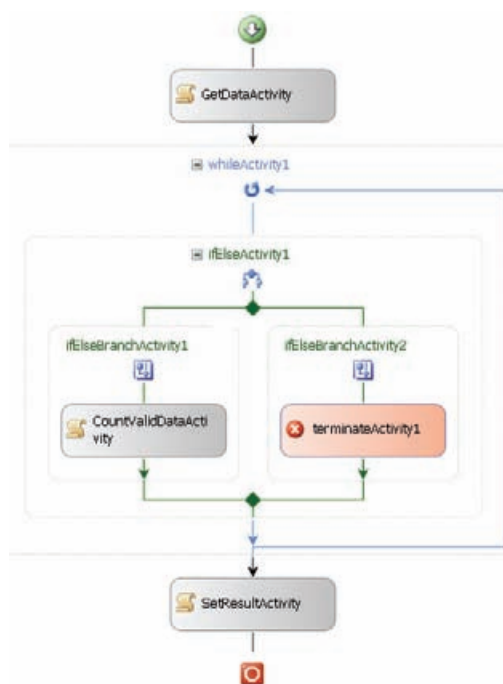 GetDataActivity
whileActivity1
ifElseActivity1
ifElseBranchActivity1
ifElseBranchActivity2
CountValidDataActi
vity
terminateActivity1
SetResultActivity